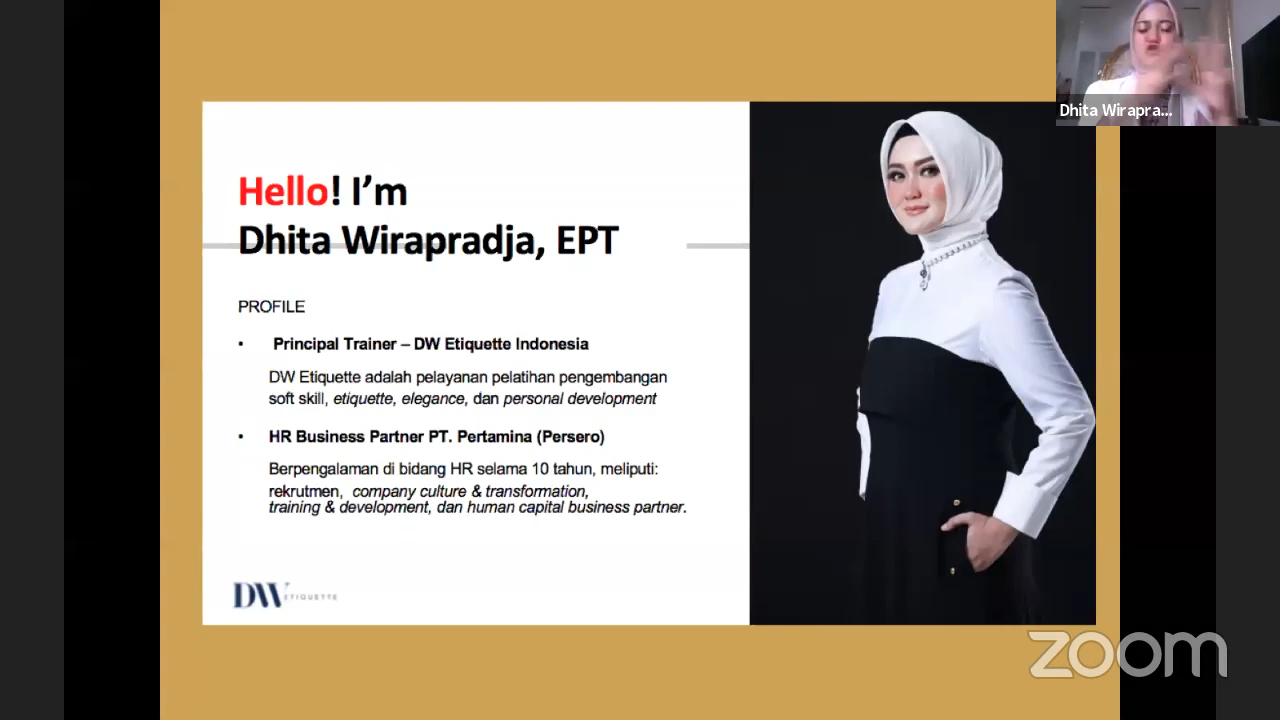 Dhita Wirapra...
Hello! I'm
Dhita Wirapradja, EPT
PROFILE
• Principal Trainer – DW Etiquette Indonesia
DW Etiquette adalah pelayanan pelatihan pengembangan
soft skill, etiquette, elegance, dan personal development
• HR Business Partner PT. Pertamina (Persero)
Berpengalaman di bidang HR selama 10 tahun, meliputi:
rekrutmen, company culture & transformation,
training & development, dan human capital business partner.
DW ETIQUETTE
zoom